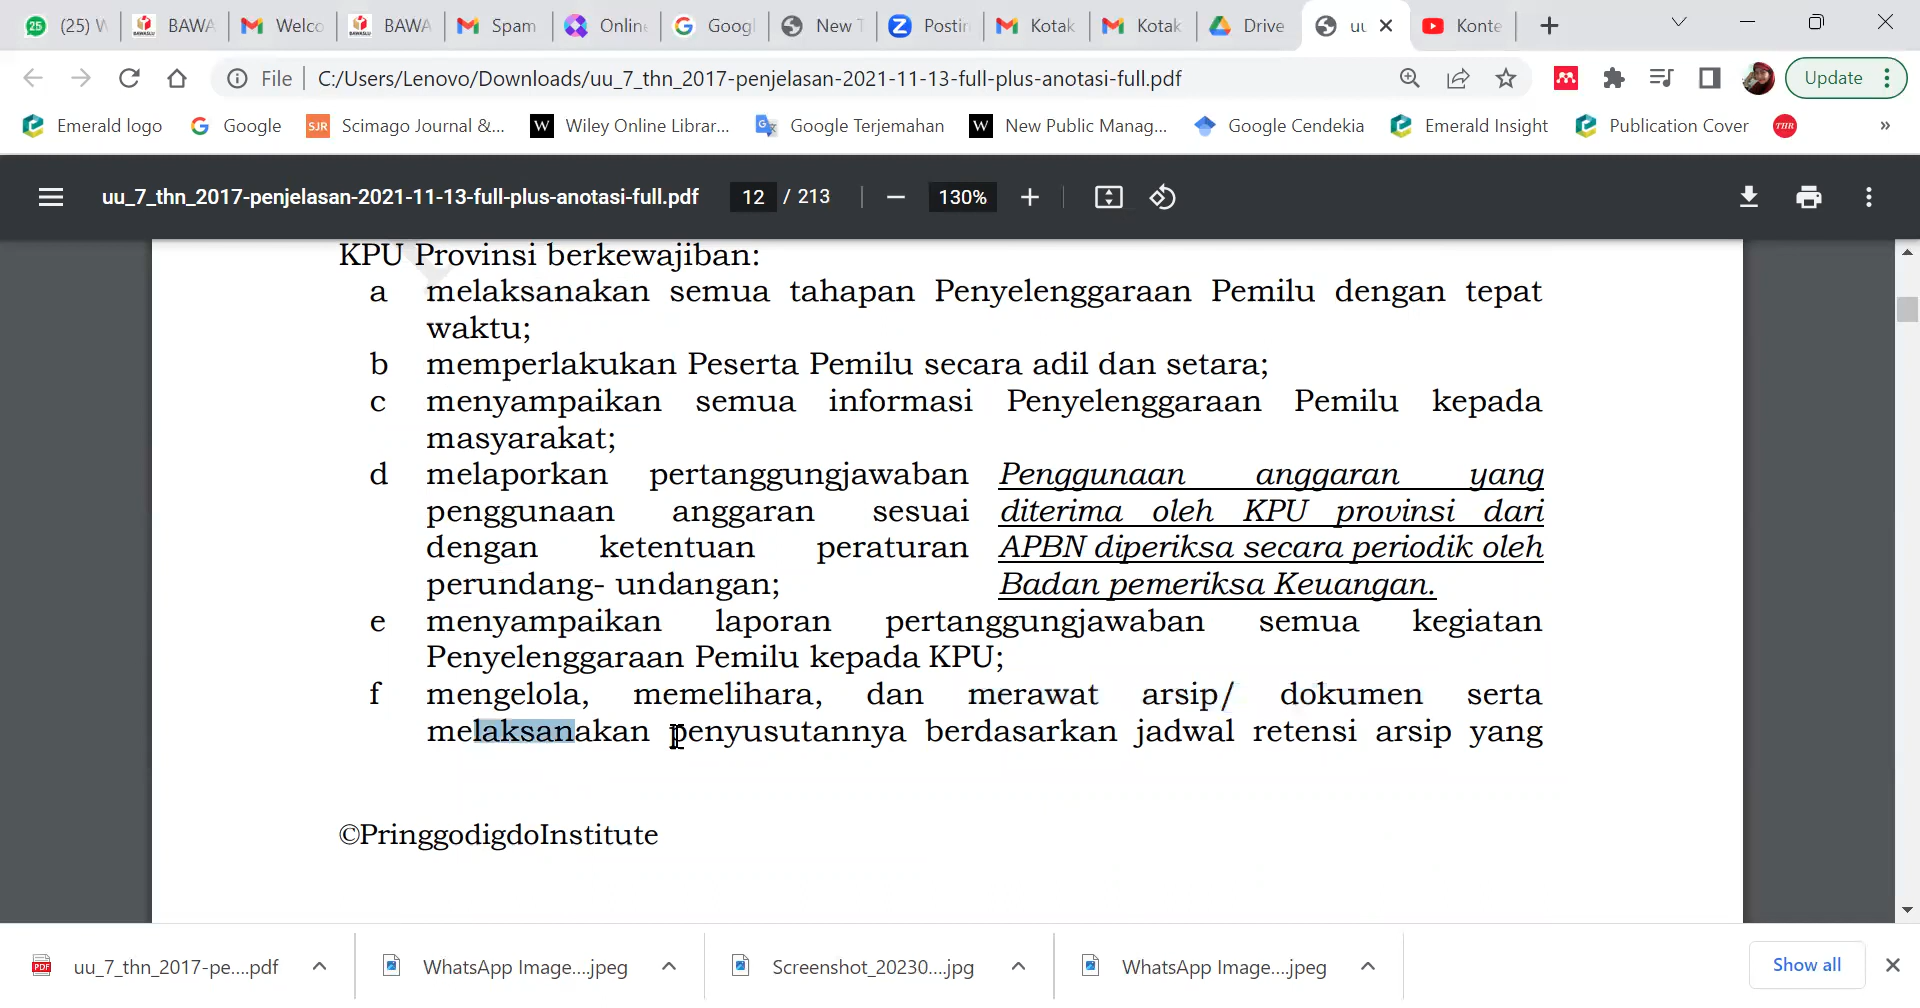 (25) W BAWA Welco BAWA Spam Online Googl New T Postin Kotak Kotak Drive uu Konte
File C:/Users/Lenovo/Downloads/uu_7_thn_2017-penjelasan-2021-11-13-full-plus-anotasi-full.pdf Update
Emerald logo Google SJR Scimago Journal &... W Wiley Online Librar... Google Terjemahan W New Public Manag... Google Cendekia Emerald Insight Publication Cover THR »
uu_7_thn_2017-penjelasan-2021-11-13-full-plus-anotasi-full.pdf 12 / 213 130%
KPU Provinsi berkewajiban:
a melaksanakan semua tahapan Penyelenggaraan Pemilu dengan tepat
waktu;
b memperlakukan Peserta Pemilu secara adil dan setara;
c menyampaikan semua informasi Penyelenggaraan Pemilu kepada
masyarakat;
d melaporkan pertanggungjawaban Penggunaan anggaran yang
penggunaan anggaran sesuai diterima oleh KPU provinsi dari
dengan ketentuan peraturan APBN diperiksa secara periodik oleh
perundang- undangan; Badan pemeriksa Keuangan.
e menyampaikan laporan pertanggungjawaban semua kegiatan
Penyelenggaraan Pemilu kepada KPU;
f mengelola, memelihara, dan merawat arsip/ dokumen serta
melaksanakan penyusutannya berdasarkan jadwal retensi arsip yang
©PringgodigdoInstitute
PDF uu_7_thn_2017-pe....pdf WhatsApp Image....jpeg Screenshot_20230....jpg WhatsApp Image....jpeg Show all